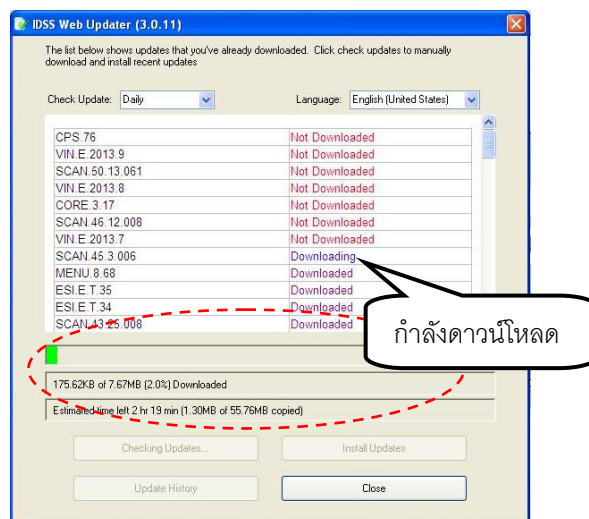 IDSS Web Updater (3.0.11)
The list below shows updates that you've already downloaded. Click check updates to manually
download and install recent updates
Check Update: Daily Language: English (United States)
CPS.76 Not Downloaded
VIN.E.2013.9 Not Downloaded
SCAN.50.13.061 Not Downloaded
VIN.E.2013.8 Not Downloaded
CORE.3.17 Not Downloaded
SCAN.46.12.008 Not Downloaded
VIN.E.2013.7 Not Downloaded
SCAN.45.3.006 Downloading
MENU.8.68 Downloaded
ESI.E.T.35 Downloaded
ESI.E.T.34 Downloaded
SCAN.43.25.008 Downloaded
กำลังดาวน์โหลด
175.62KB of 7.67MB (2.0%) Downloaded
Estimated time left 2 hr 19 min (1.30MB of 55.76MB copied)
Checking Updates... Install Updates
Update History Close